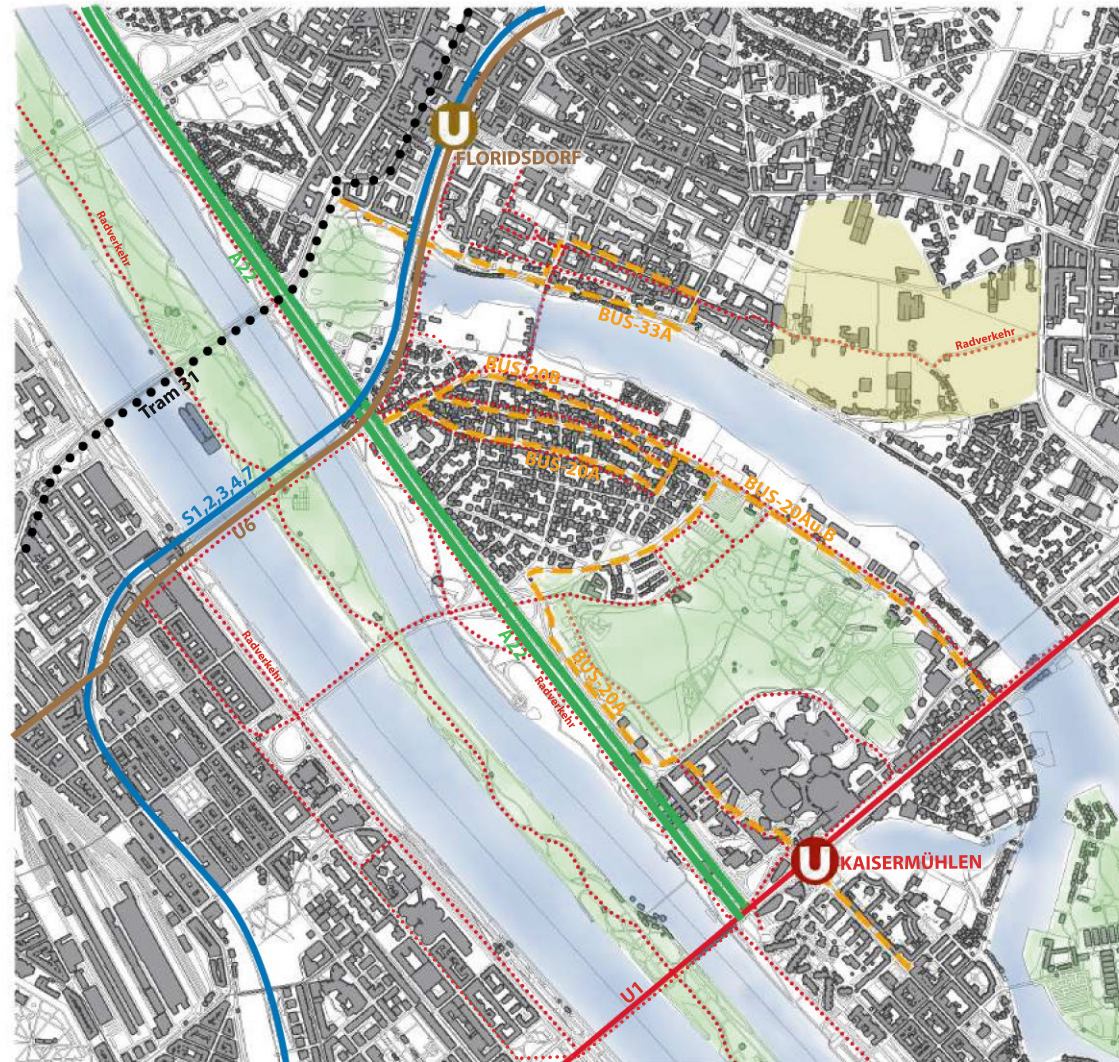 U
FLORIDSDORF
Radverkehr
A22
BUS-33A
Radverkehr
Tram 31
BUS-20B
BUS-20A
S1,2,3,4,7
U6
BUS-20Au.B
A22
Radverkehr
Radverkehr
BUS-20A
U
KAISERMÜHLEN
U1